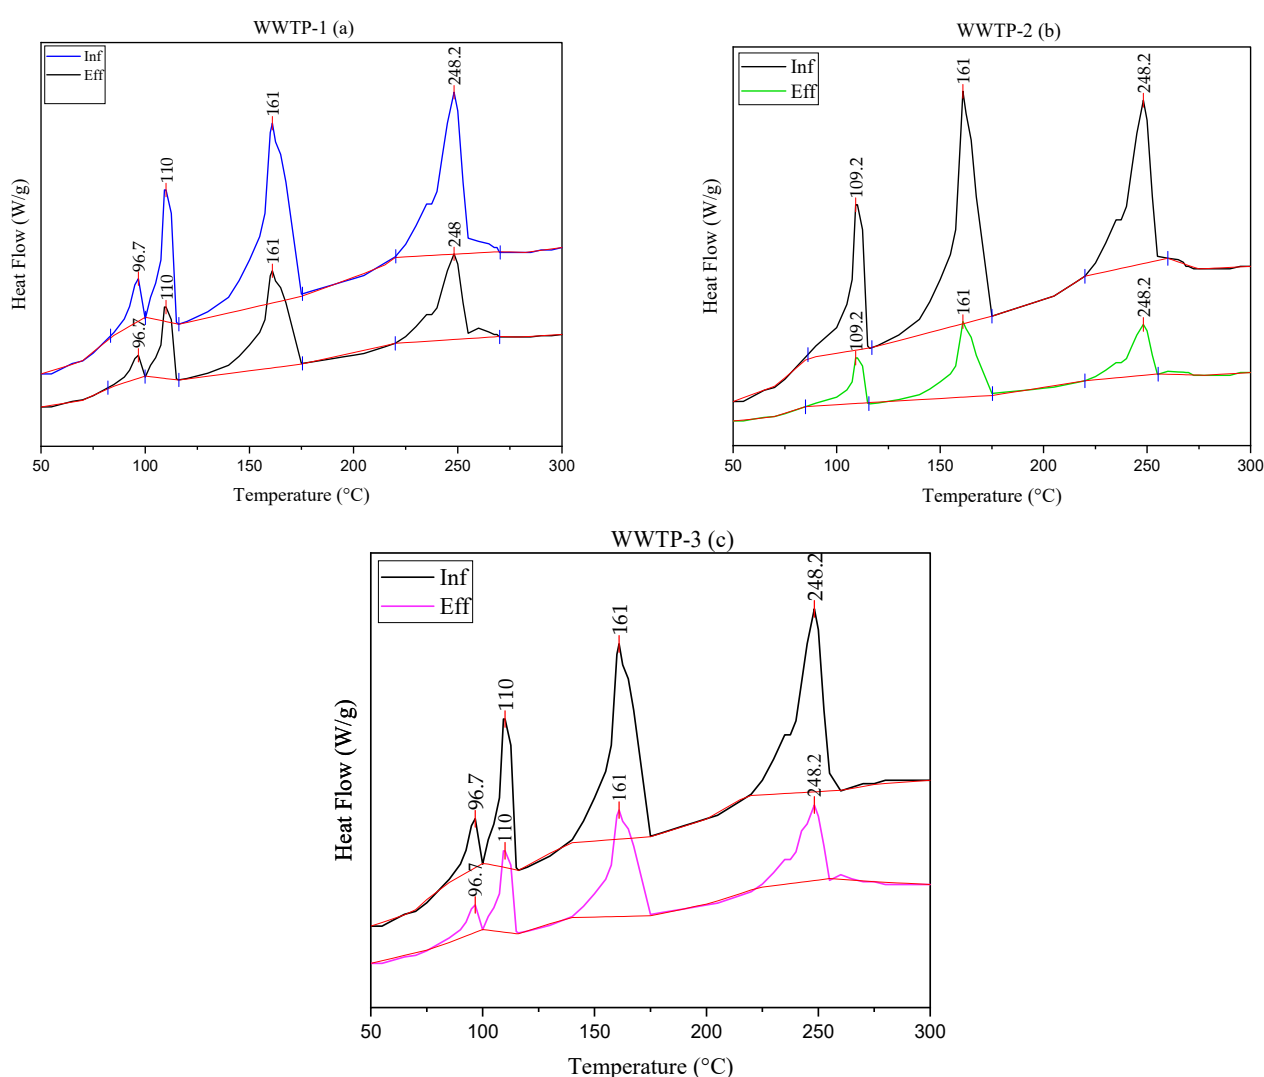 WWTP-1 (a)
Inf
Eff
96.7
110
161
248.2
96.7
110
161
248
Heat Flow (W/g)
50
100
150
200
250
300
Temperature (°C)
WWTP-2 (b)
Inf
Eff
109.2
161
248.2
109.2
161
248.2
Heat Flow (W/g)
50
100
150
200
250
300
Temperature (°C)
WWTP-3 (c)
Inf
Eff
96.7
110
161
248.2
96.7
110
161
248.2
Heat Flow (W/g)
50
100
150
200
250
300
Temperature (°C)